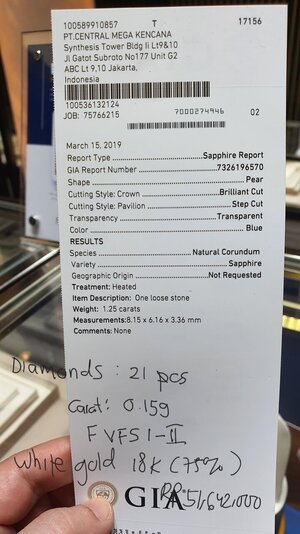 100589910857 T 17156
PT.CENTRAL MEGA KENCANA
Synthesis Tower Bldg Ii Lt9&10
Jl Gatot Subroto No177 Unit G2
ABC Lt 9,10 Jakarta,
Indonesia
100536132124
JOB: 75766215 7000274946 02
March 15, 2019
Report Type Sapphire Report
GIA Report Number 7326196570
Shape Pear
Cutting Style: Crown Brilliant Cut
Cutting Style: Pavilion Step Cut
Transparency Transparent
Color Blue
RESULTS
Species Natural Corundum
Variety Sapphire
Geographic Origin Not Requested
Treatment: Heated
Item Description: One loose stone
Weight: 1.25 carats
Measurements: 8.15 x 6.16 x 3.36 mm
Comments: None
Diamonds : 21 pcs
Carat: 0.159
F VFS I-II
White gold 18K (75%)
GIA Rp. 51,642,000